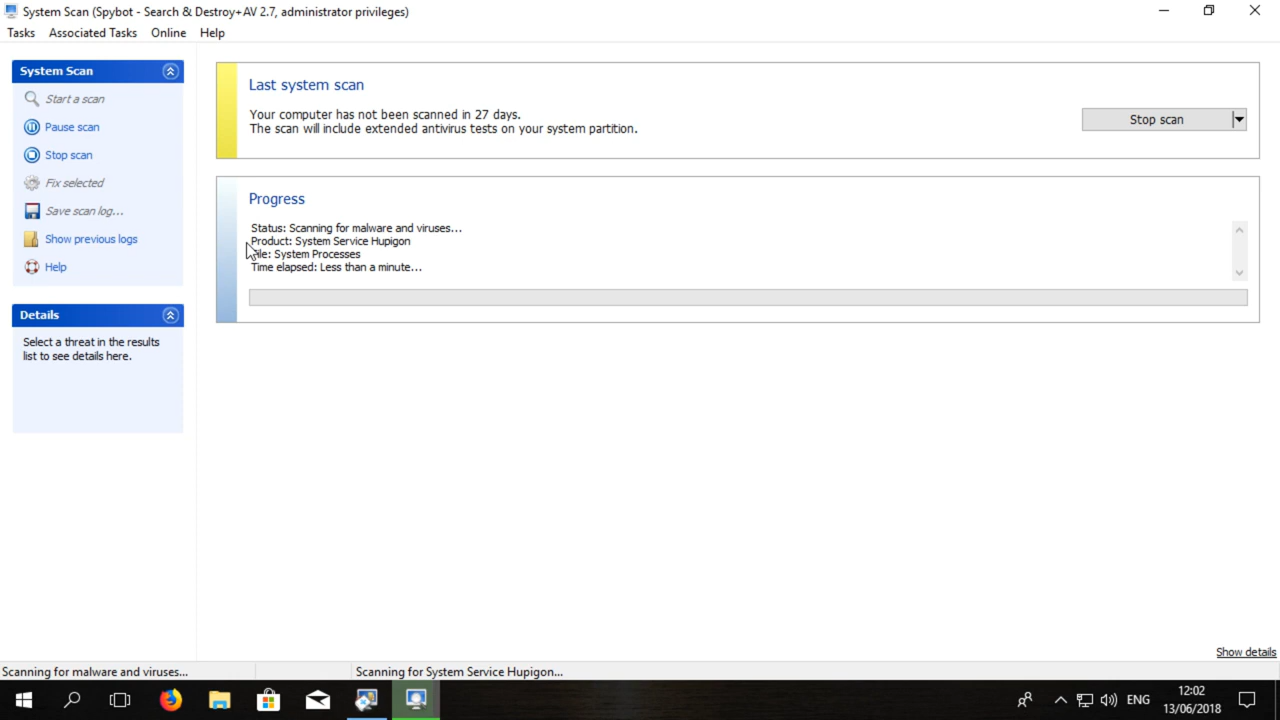 System Scan (Spybot - Search & Destroy+AV 2.7, administrator privileges)
Tasks Associated Tasks Online Help
System Scan
Start a scan
Pause scan
Stop scan
Fix selected
Save scan log...
Show previous logs
Help
Details
Select a threat in the results
list to see details here.
Last system scan
Your computer has not been scanned in 27 days.
The scan will include extended antivirus tests on your system partition.
Stop scan
Progress
Status: Scanning for malware and viruses...
Product: System Service Hupigon
File: System Processes
Time elapsed: Less than a minute...
Show details
Scanning for malware and viruses... Scanning for System Service Hupigon...
ENG
12:02
13/06/2018